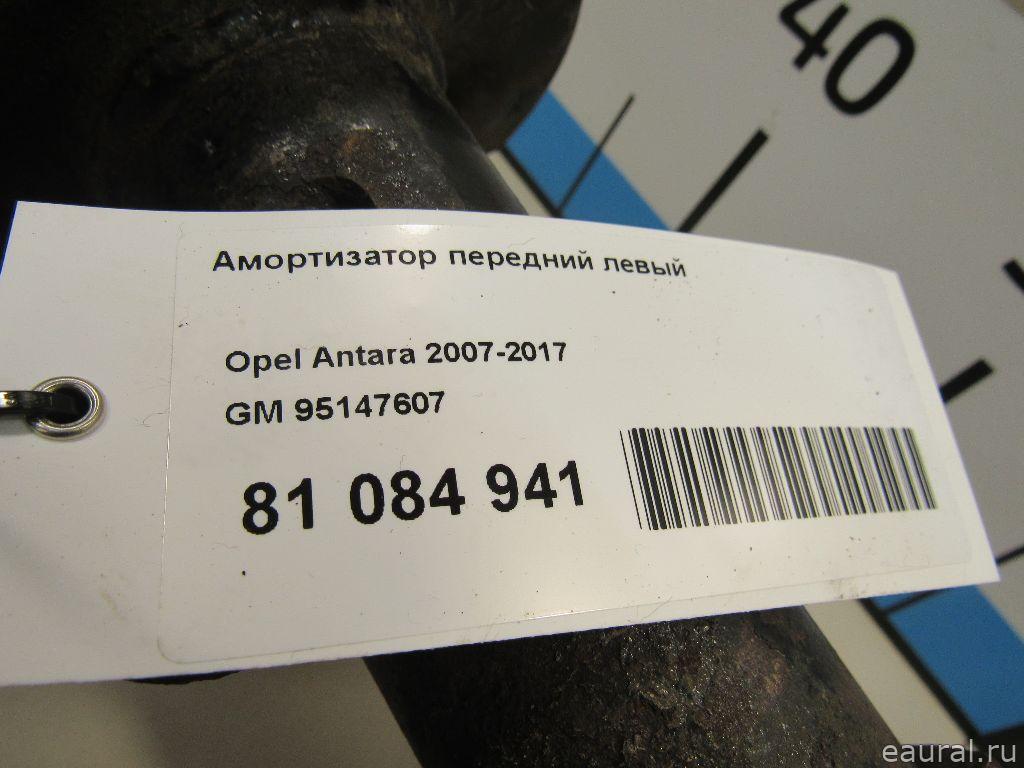 40
Амортизатор передний левый
Opel Antara 2007-2017
GM 95147607
81 084 941
eaural.ru